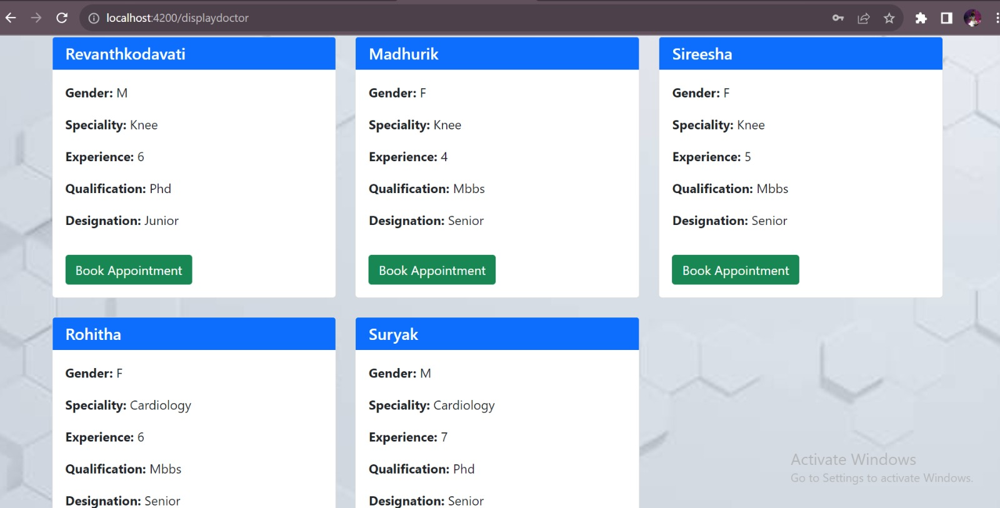 localhost:4200/displaydoctor
Revanthkodavati
Gender: M
Speciality: Knee
Experience: 6
Qualification: Phd
Designation: Junior
Book Appointment
Madhurik
Gender: F
Speciality: Knee
Experience: 4
Qualification: Mbbs
Designation: Senior
Book Appointment
Sireesha
Gender: F
Speciality: Knee
Experience: 5
Qualification: Mbbs
Designation: Senior
Book Appointment
Rohitha
Gender: F
Speciality: Cardiology
Experience: 6
Qualification: Mbbs
Designation: Senior
Suryak
Gender: M
Speciality: Cardiology
Experience: 7
Qualification: Phd
Designation: Senior
Activate Windows
Go to Settings to activate Windows.